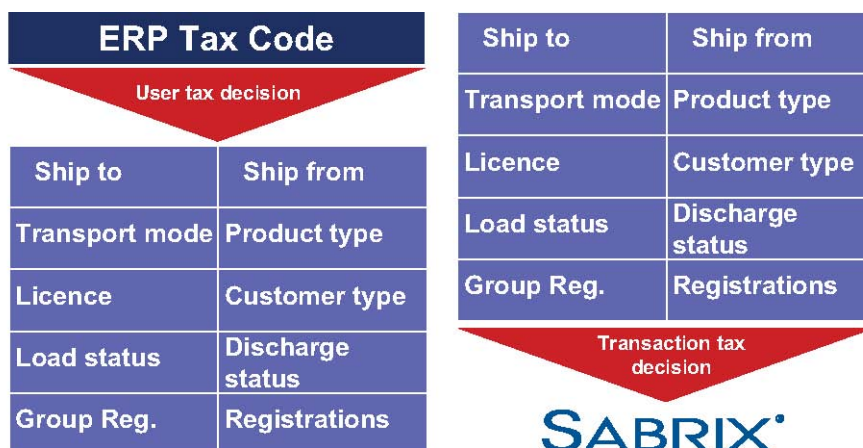 ERP Tax Code
User tax decision
Ship to Ship from
Transport mode Product type
Licence Customer type
Load status Discharge
status
Group Reg. Registrations
Ship to Ship from
Transport mode Product type
Licence Customer type
Load status Discharge
status
Group Reg. Registrations
Transaction tax
decision
SABRIX